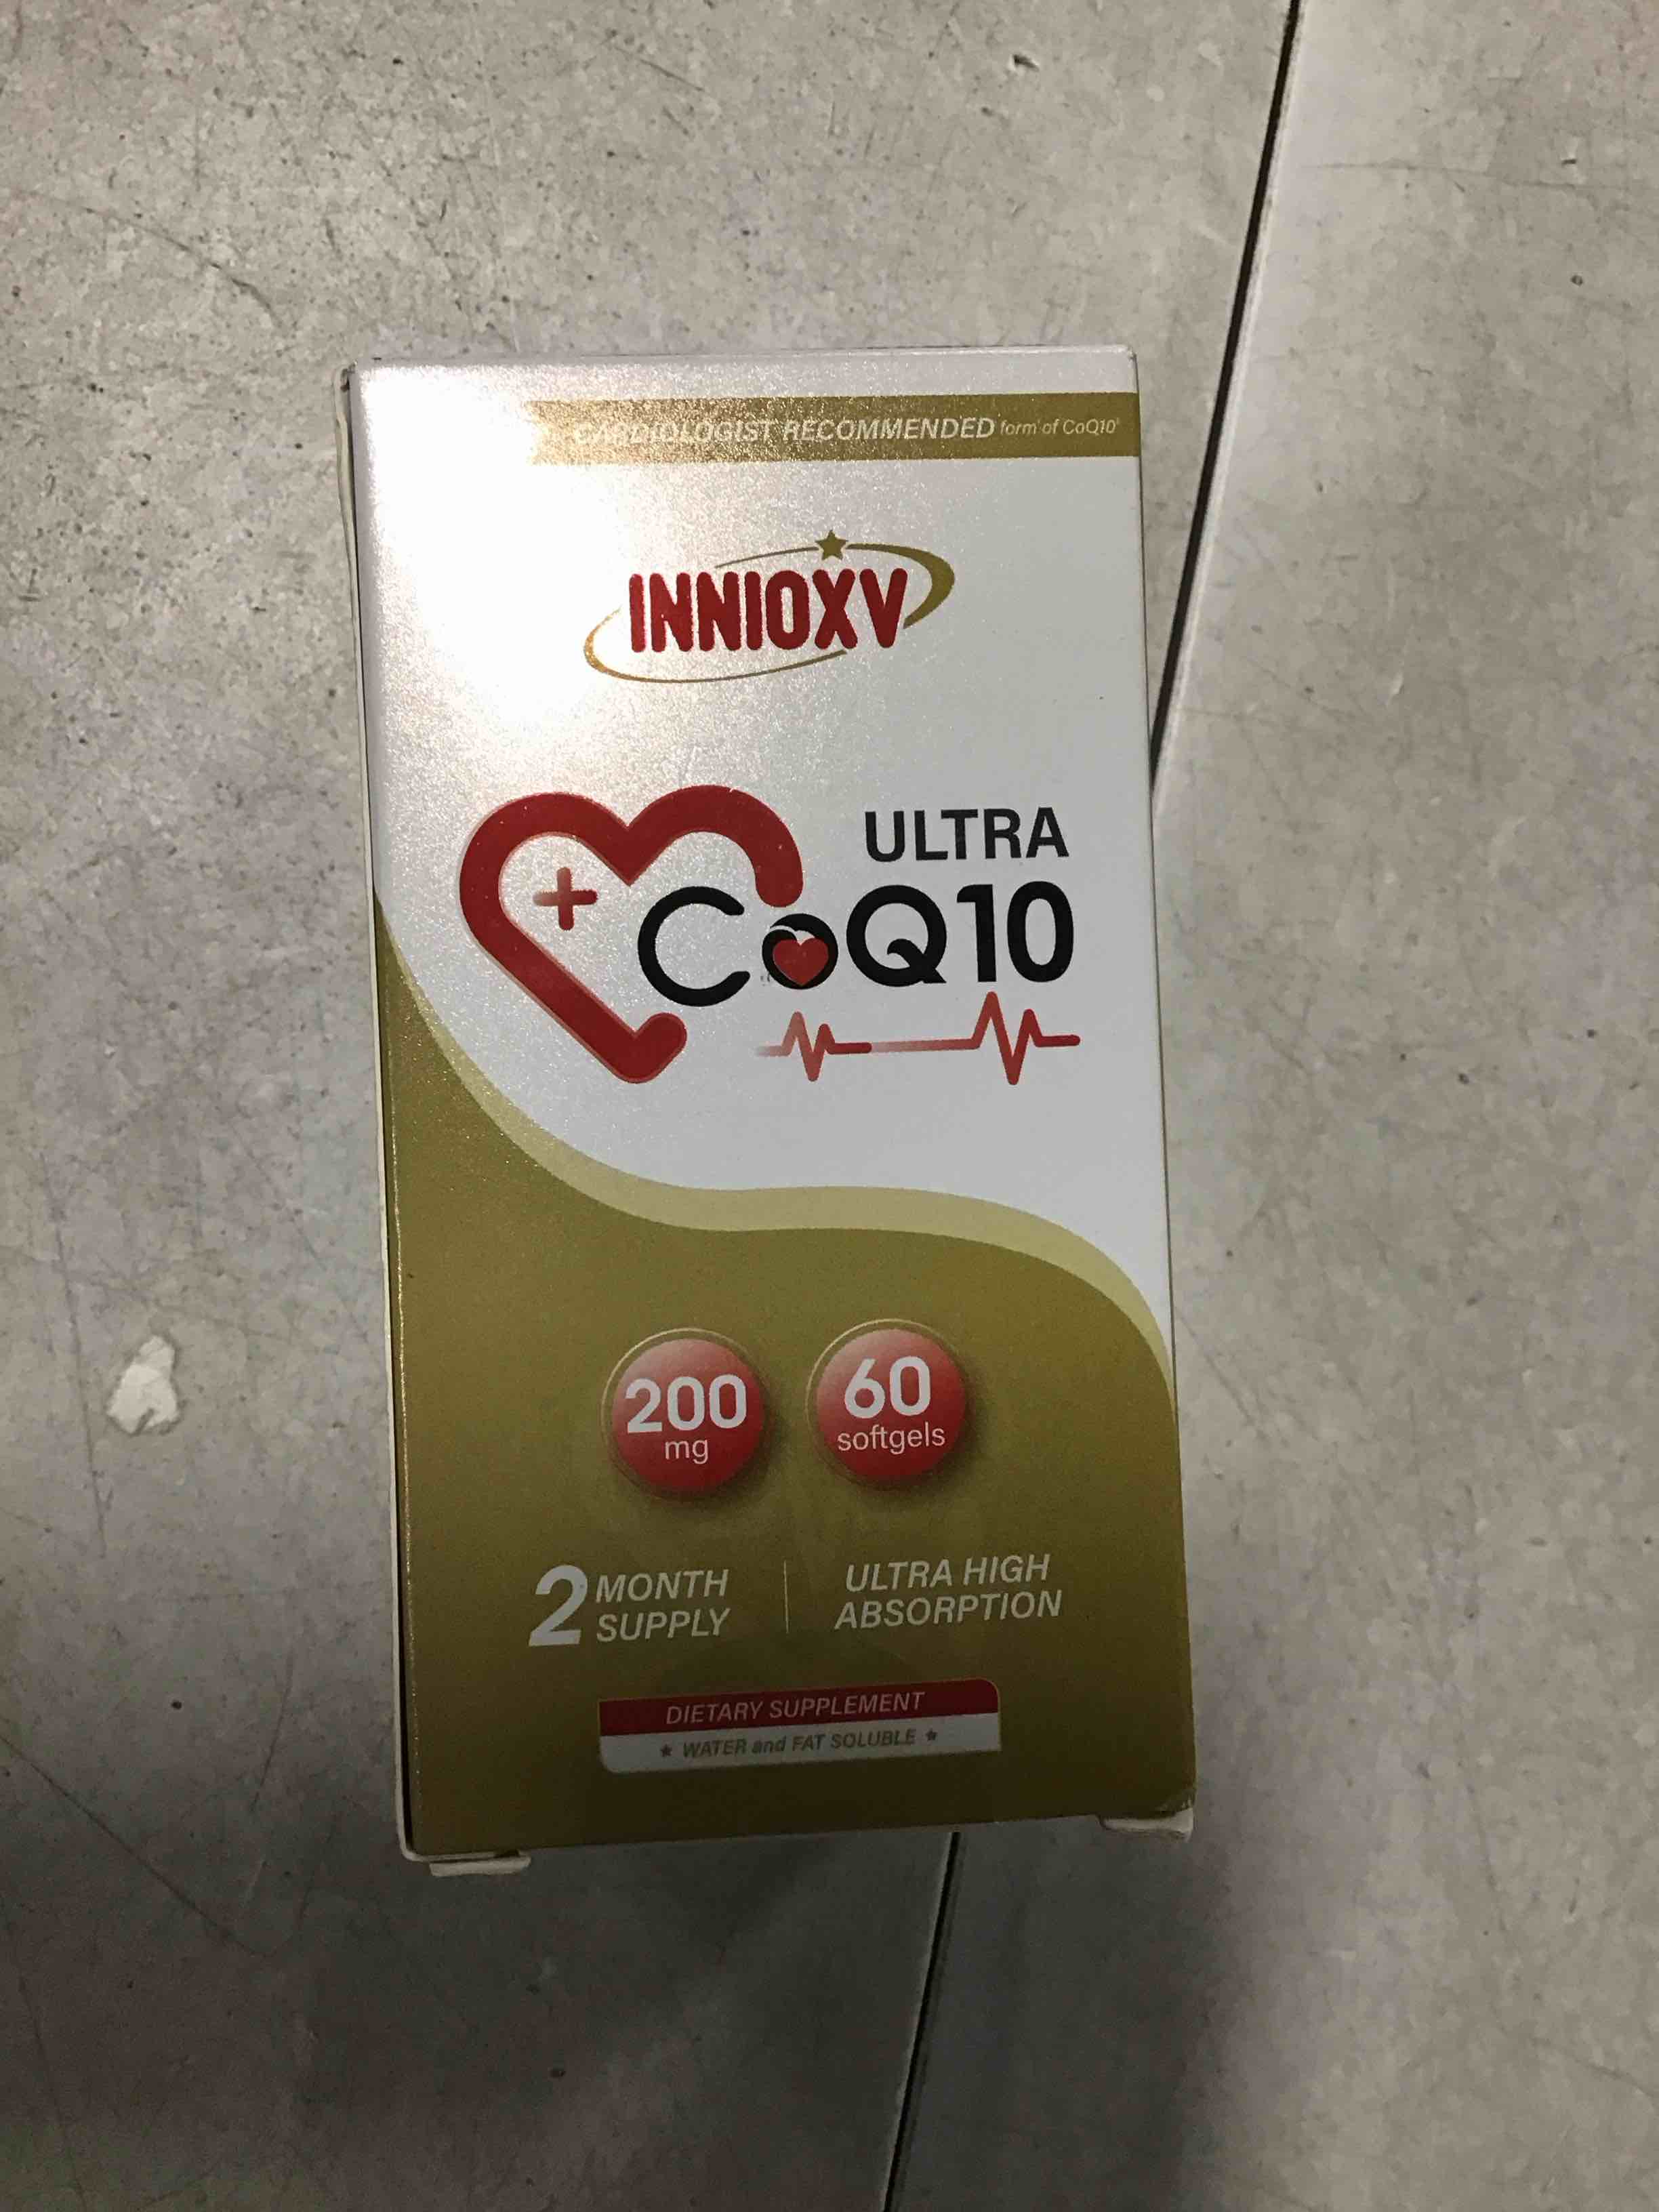 CARDIOLOGIST RECOMMENDED form of CoQ10
INNIOXV
ULTRA
CoQ10
200
mg
60
softgels
2 MONTH
SUPPLY
ULTRA HIGH
ABSORPTION
DIETARY SUPPLEMENT
★ WATER and FAT SOLUBLE ★